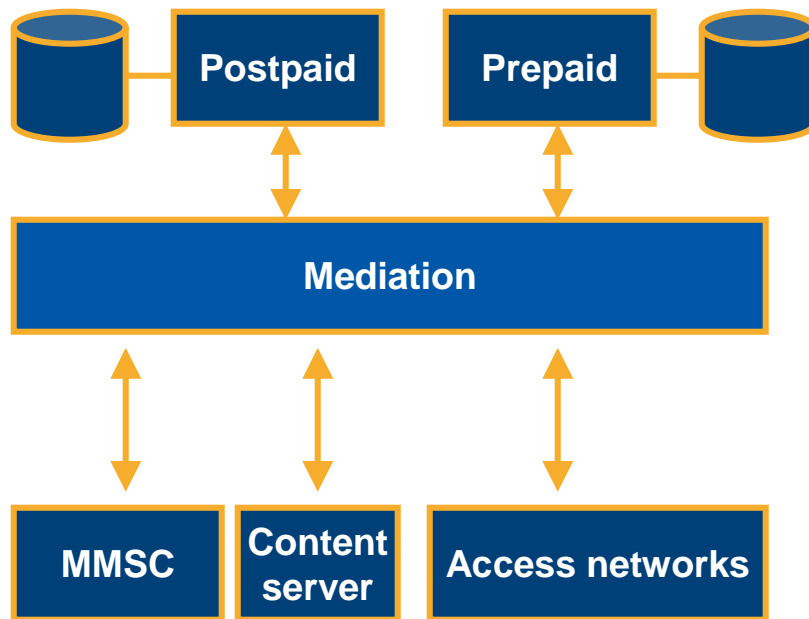 Postpaid
Prepaid
Mediation
MMSC
Content
server
Access networks